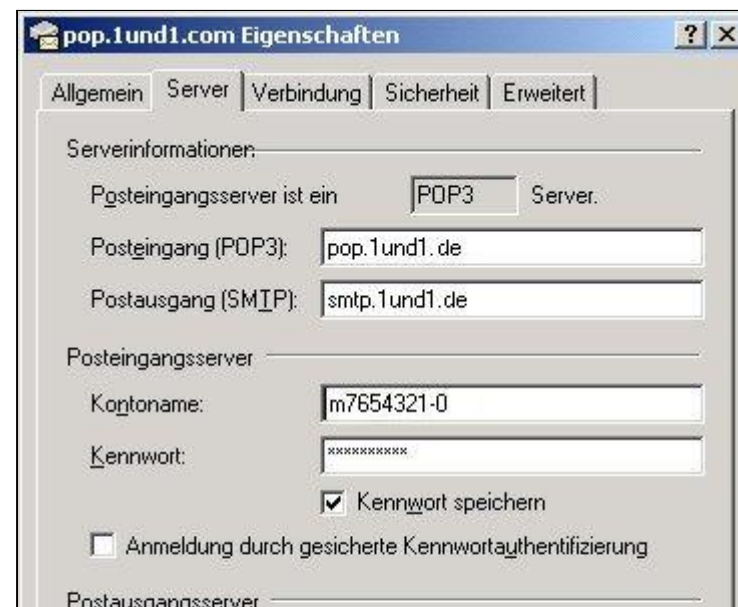 pop.1und1.com Eigenschaften
Allgemein Server Verbindung Sicherheit Erweitert
Serverinformationen
Posteingangsserver ist ein POP3 Server.
Posteingang (POP3): pop.1und1.de
Postausgang (SMTP): smtp.1und1.de
Posteingangsserver
Kontoname: m7654321-0
Kennwort: **********
Kennwort speichern
Anmeldung durch gesicherte Kennwortauthentifizierung
Postausgangsserver